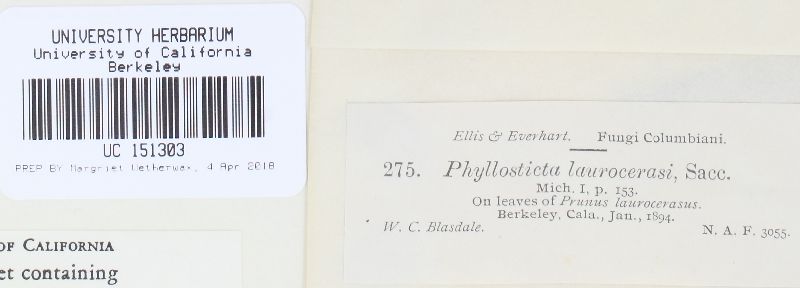 UNIVERSITY HERBARIUM
University of California
Berkeley
UC 151303
PREP BY Margriet Wetherwax, 4 Apr 2018
OF CALIFORNIA
et containing
Ellis & Everhart. Fungi Columbiani.
275. Phyllosticta laurocerasi, Sacc.
Mich. I, p. 153.
On leaves of Prunus laurocerasus.
Berkeley, Cala., Jan., 1894.
W. C. Blasdale. N. A. F. 3055.